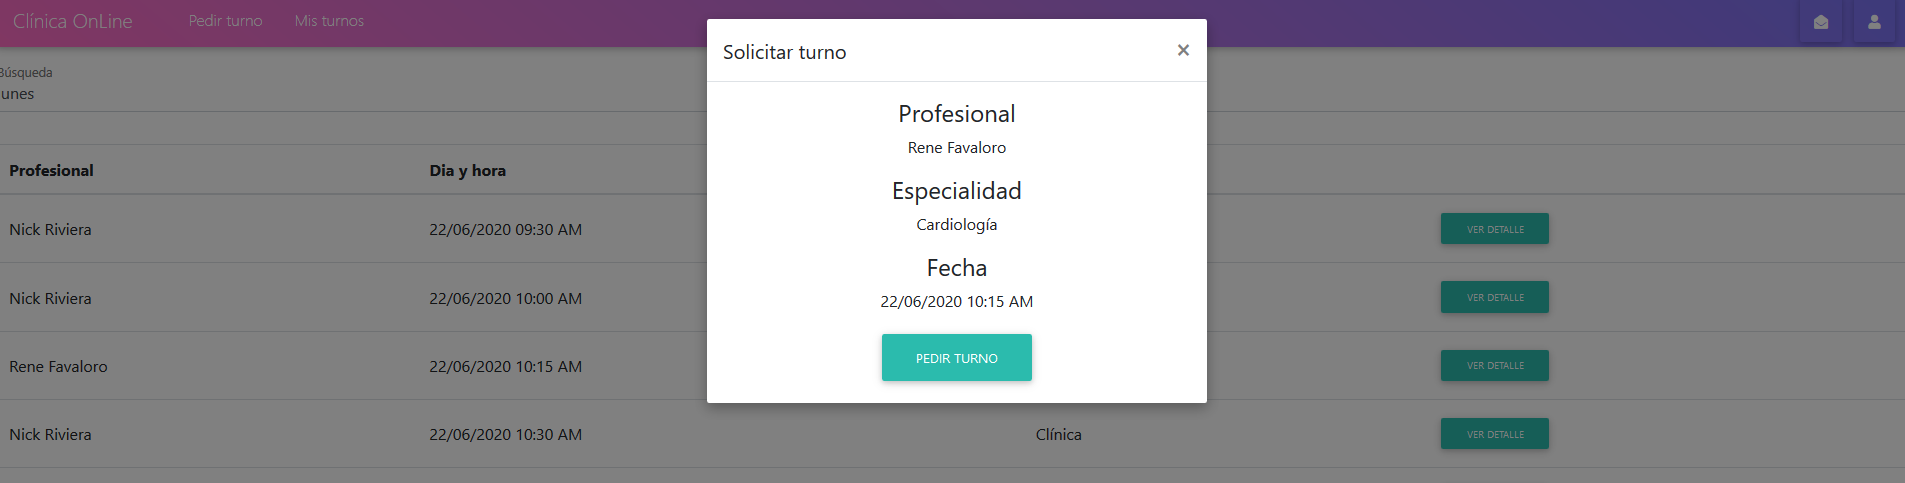 Clínica OnLine Pedir turno Mis turnos
Búsqueda
unes
Profesional Dia y hora
Nick Riviera 22/06/2020 09:30 AM VER DETALLE
Nick Riviera 22/06/2020 10:00 AM VER DETALLE
Rene Favaloro 22/06/2020 10:15 AM VER DETALLE
Nick Riviera 22/06/2020 10:30 AM Clínica VER DETALLE
Solicitar turno ×
Profesional
Rene Favaloro
Especialidad
Cardiología
Fecha
22/06/2020 10:15 AM
PEDIR TURNO